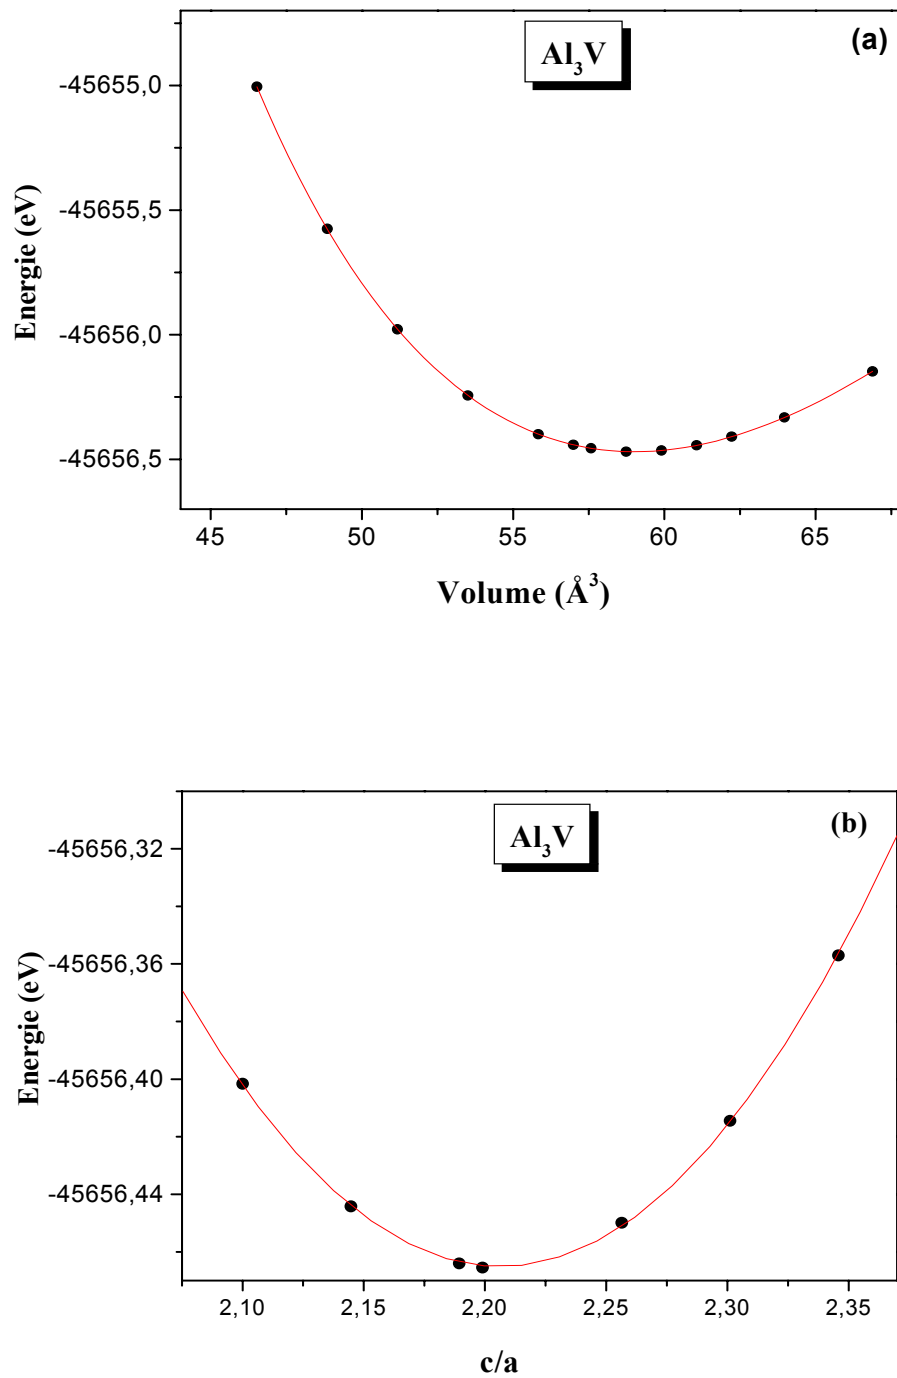 (a)
Al₃V
-45655,0
-45655,5
-45656,0
-45656,5
Energie (eV)
45 50 55 60 65
Volume (Å³)
(b)
Al₃V
-45656,32
-45656,36
-45656,40
-45656,44
Energie (eV)
2,10 2,15 2,20 2,25 2,30 2,35
c/a